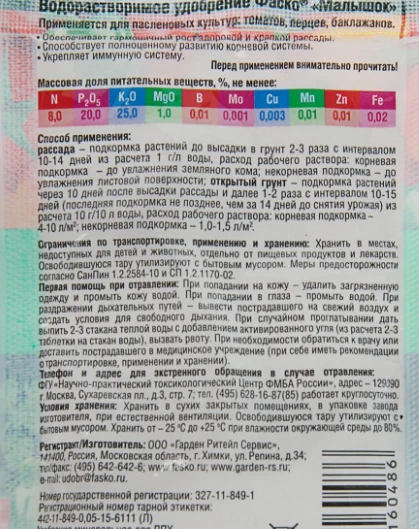 Водорастворимое удобрение Фаско® «Малышок»
Применяется для пасленовых культур: томатов, перцев, баклажанов.
• Обеспечивает гармоничный рост здоровой и крепкой рассады.
• Способствует полноценному развитию корневой системы.
• Укрепляет иммунную систему.
Перед применением внимательно прочитать!
Массовая доля питательных веществ, %, не менее:
N P₂O₅ K₂O MgO B Mo Cu Mn Zn Fe
8,0 20,0 25,0 1,0 0,01 0,001 0,003 0,01 0,01 0,02
Способ применения:
рассада – подкормка растений до высадки в грунт 2-3 раза с интервалом
10-14 дней из расчета 1 г/л воды, расход рабочего раствора: корневая
подкормка – до увлажнения земляного кома; некорневая подкормка – до
увлажнения листовой поверхности; открытый грунт – подкормка растений
через 10 дней после высадки рассады и далее 1-2 раза с интервалом 10-15
дней (последняя подкормка не позднее, чем за 14 дней до снятия урожая) из
расчета 10 г/10 л воды, расход рабочего раствора: корневая подкормка –
4-10 л/м²; некорневая подкормка – 1,0-1,5 л/м².
Ограничения по транспортировке, применению и хранению: Хранить в местах,
недоступных для детей и животных, отдельно от пищевых продуктов и лекарств.
Освободившуюся тару утилизируют с бытовым мусором. Меры предосторожности
согласно СанПин 1.2.2584-10 и СП 1.2.1170-02.
Первая помощь при отравлении: При попадании на кожу – удалить загрязненную
одежду и промыть кожу водой. При попадании в глаза – промыть водой. При
раздражении дыхательных путей – вывести пострадавшего на свежий воздух и
создать условия для свободного дыхания. При случайном проглатывании дать
выпить 2-3 стакана теплой воды с добавлением активированного угля (из расчета 2-3
таблетки на стакан воды), вызвать рвоту. При необходимости обратиться к врачу или
доставить пострадавшего в медицинское учреждение (при себе иметь рекомендации
о транспортировке, применении и хранении).
Телефон и адрес для экстренного обращения в случае отравления:
ФГУ «Научно-практический токсикологический Центр ФМБА России», адрес – 129390
г.Москва, Сухаревская пл., д.3, стр. 7; тел. (495) 628-16-87(85) работает круглосуточно.
Условия хранения: Хранить в сухих закрытых помещениях, в упаковке завода
изготовителя, при естественной вентиляции. Освободившуюся тару утилизируют с
бытовым мусором. Хранить от – 25 °С до +25 °С при влажности окружающей среды до 80%.
Регистрант/Изготовитель: ООО «Гарден Ритейл Сервис»,
141400, Россия, Московская область, г. Химки, ул. Репина, д.34;
тел/факс: (495) 642-642-6; www.fasko.ru; www.garden-rs.ru;
e-mail: udobr@fasko.ru.
Номер государственной регистрации: 327-11-849-1
Регистрационный номер тарной этикетки:
442-11-849-0,05-15-6111 (Л)
160486